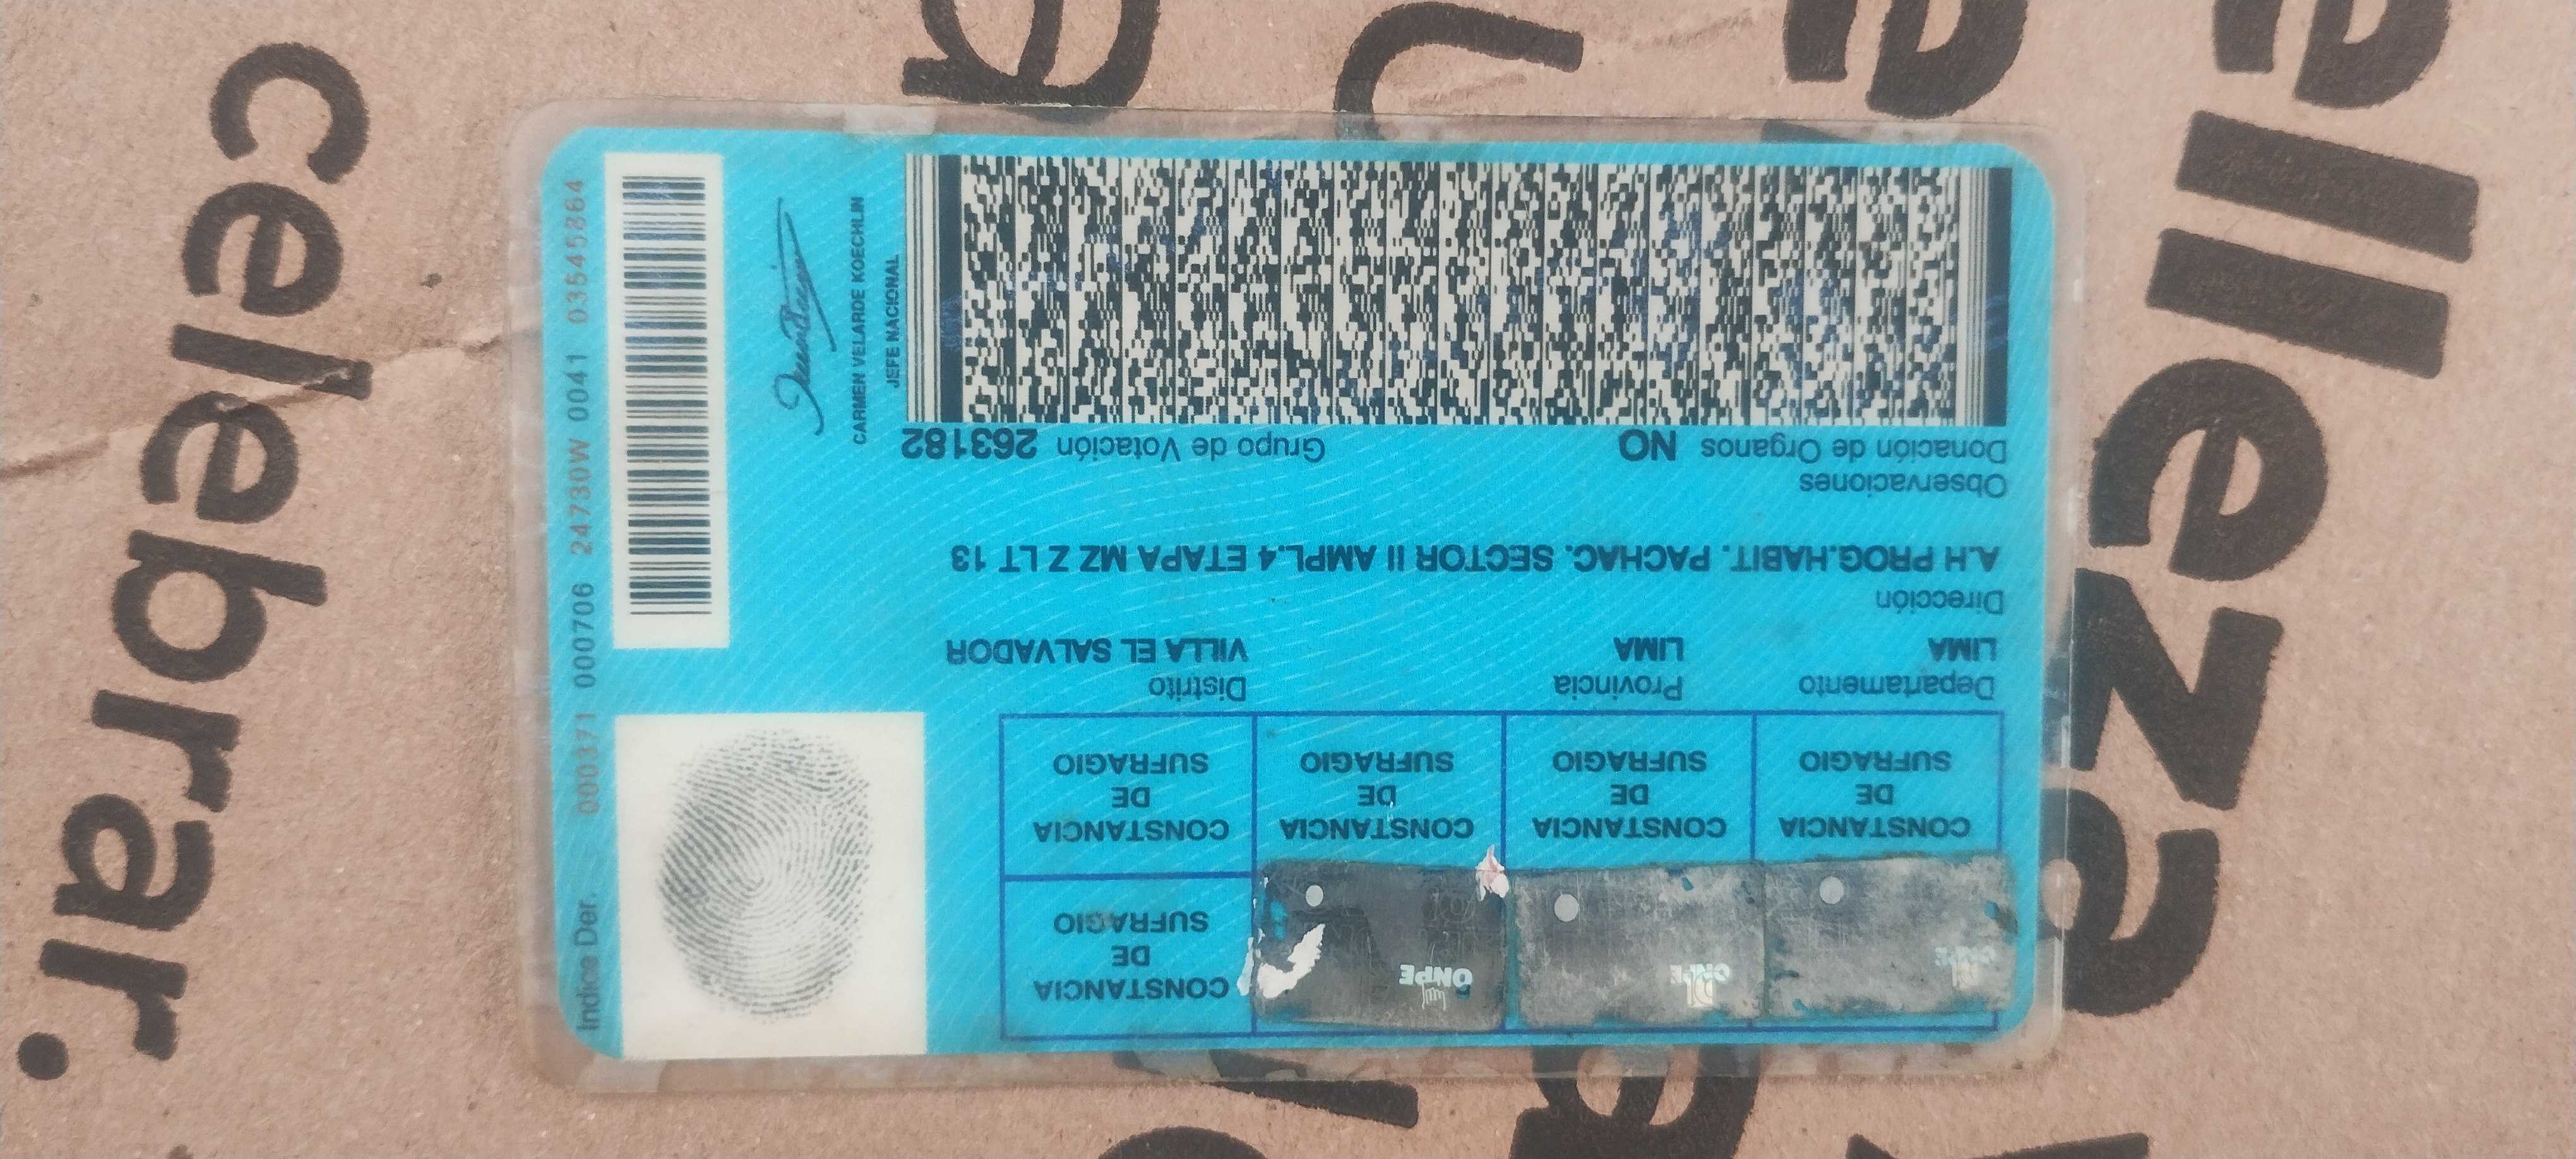 CONSTANCIA DE SUFRAGIO
CONSTANCIA DE SUFRAGIO
CONSTANCIA DE SUFRAGIO
CONSTANCIA DE SUFRAGIO
CONSTANCIA DE SUFRAGIO
ONPE
ONPE
ONPE
Departamento Provincia Distrito
LIMA LIMA VILLA EL SALVADOR
Dirección
A.H PROG.HABIT. PACHAC. SECTOR II AMPL.4 ETAPA MZ Z LT 13
Observaciones
Donación de Organos NO Grupo de Votación 263182
Indice Der. 000371 000706 24730W 0041 03545864
CARMEN VELARDE KOECHLIN
JEFE NACIONAL
celebrar.